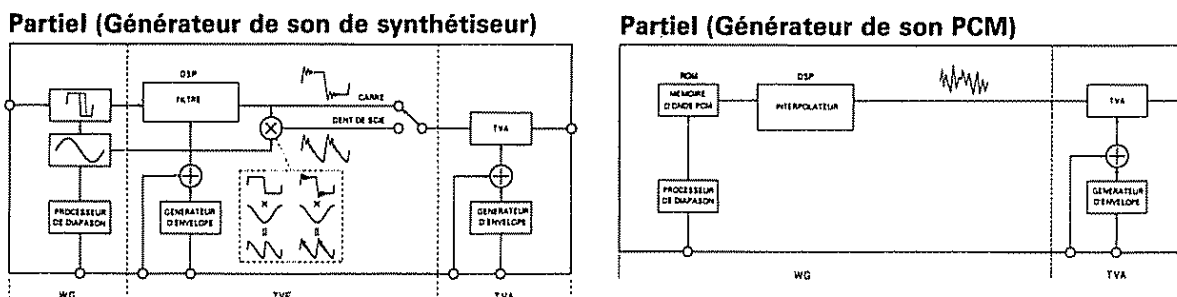 Partiel (Générateur de son de synthétiseur)
DSP
FILTRE
CARRE
DENT DE SCIE
TVA
PROCESSEUR
DE DIAPASON
GENERATEUR
D'ENVELOPE
GENERATEUR
D'ENVELOPE
WG
TVF
TVA
Partiel (Générateur de son PCM)
ROM
MEMOIRE
D'ONDE PCM
DSP
INTERPOLATEUR
TVA
PROCESSEUR
DE DIAPASON
GENERATEUR
D'ENVELOPE
WG
TVA